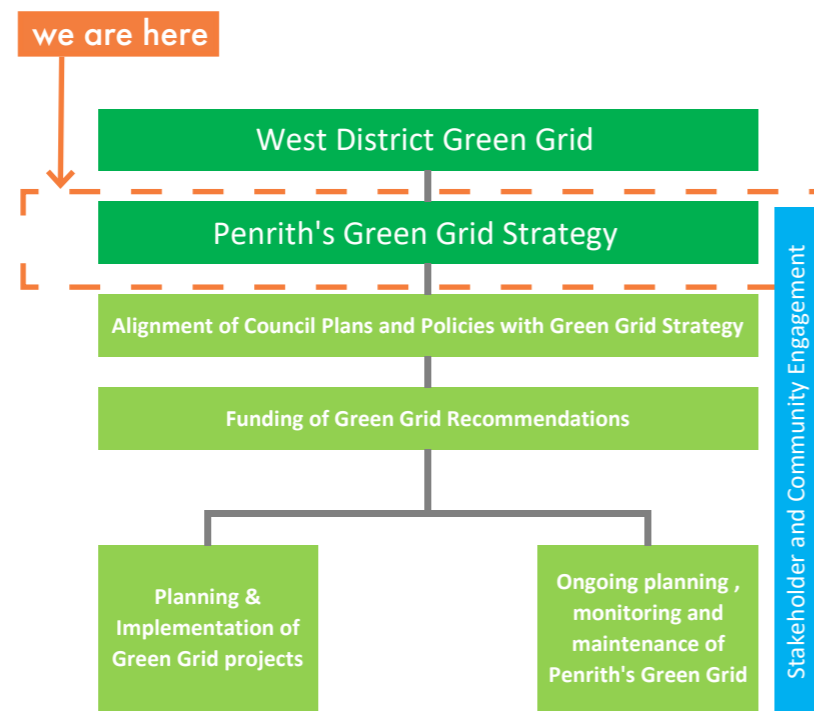 we are here
West District Green Grid
Penrith's Green Grid Strategy
Alignment of Council Plans and Policies with Green Grid Strategy
Funding of Green Grid Recommendations
Planning &
Implementation of
Green Grid projects
Ongoing planning ,
monitoring and
maintenance of
Penrith's Green Grid
Stakeholder and Community Engagement